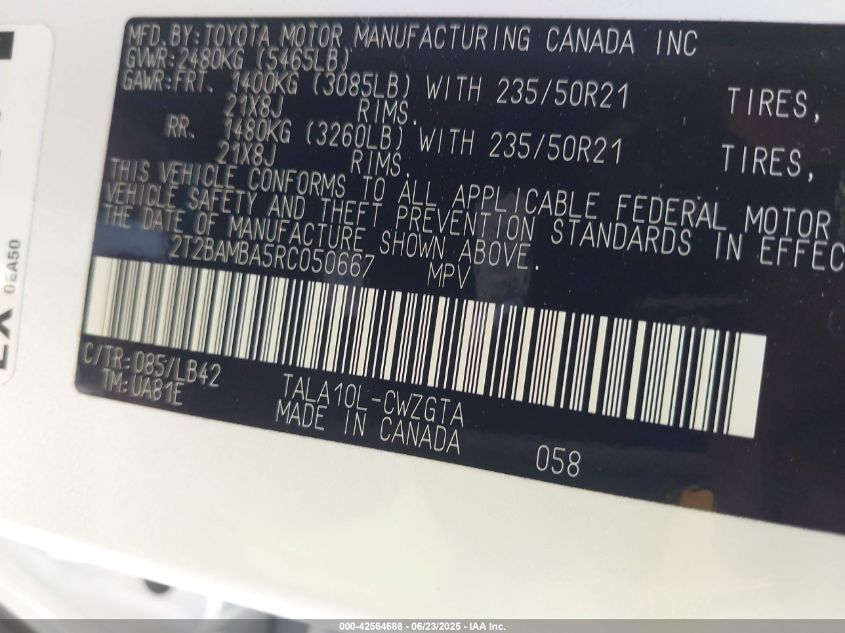 MFD. BY: TOYOTA MOTOR MANUFACTURING CANADA INC
GVWR: 2480KG (5465LB)
GAWR: FRT. 1400KG (3085LB) WITH 235/50R21 TIRES,
21X8J RIMS.
RR. 1480KG (3260LB) WITH 235/50R21 TIRES,
21X8J RIMS.
THIS VEHICLE CONFORMS TO ALL APPLICABLE FEDERAL MOTOR
VEHICLE SAFETY AND THEFT PREVENTION STANDARDS IN EFFEC
THE DATE OF MANUFACTURE SHOWN ABOVE.
2T2BAMBA5RC050667 MPV
C/TR: 085/LB42 TALA10L-CWZGTA
TM: UA81E MADE IN CANADA 058
0EA50
000-42564688 - 06/23/2025 - IAA Inc.